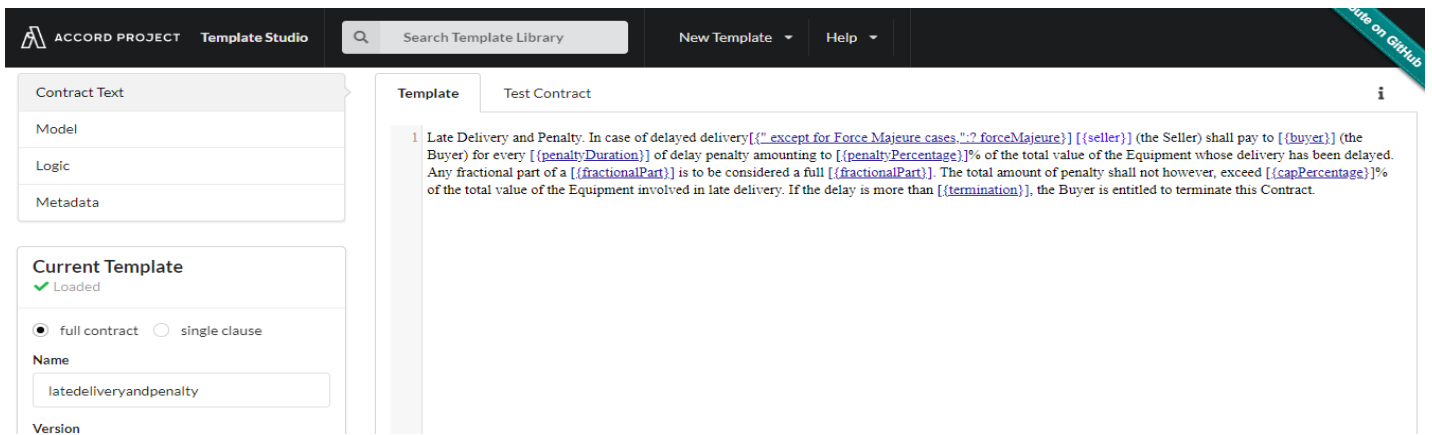 ACCORD PROJECT Template Studio Search Template Library New Template Help
ute on GitHub
Contract Text
Model
Logic
Metadata
Current Template
Loaded
full contract single clause
Name
latedeliveryandpenalty
Version
Template Test Contract i
1 Late Delivery and Penalty. In case of delayed delivery[{" except for Force Majeure cases,":? forceMajeure}] [{seller}] (the Seller) shall pay to [{buyer}] (the
Buyer) for every [{penaltyDuration}] of delay penalty amounting to [{penaltyPercentage}]% of the total value of the Equipment whose delivery has been delayed.
Any fractional part of a [{fractionalPart}] is to be considered a full [{fractionalPart}]. The total amount of penalty shall not however, exceed [{capPercentage}]%
of the total value of the Equipment involved in late delivery. If the delay is more than [{termination}], the Buyer is entitled to terminate this Contract.